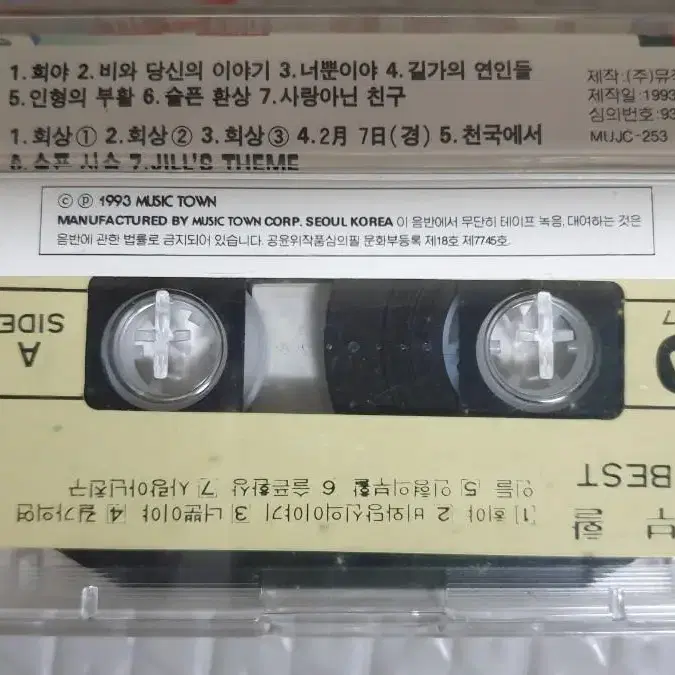 1.희야 2.비와 당신의 이야기 3.너뿐이야 4.길가의 연인들
5.인형의 부활 6.슬픈 환상 7.사랑아닌 친구
1.회상① 2.회상② 3.회상③ 4.2月 7日(경) 5.천국에서
7.JILL'S THEME
제작:(주)뮤직
제작일:1993
심의번호:93
MUJC-253
ⓒ ⓟ 1993 MUSIC TOWN
MANUFACTURED BY MUSIC TOWN CORP. SEOUL KOREA 이 음반에서 무단히 테이프 녹음, 대여하는 것은
음반에 관한 법률로 금지되어 있습니다. 공윤위작품심의필 문화부등록 제18호 제7745호.
A
SIDE
부활
BEST
1 희야 2 비와당신의이야기 3 너뿐이야 4 길가의연
인들 5 인형의부활 6 슬픈환상 7 사랑아닌친구